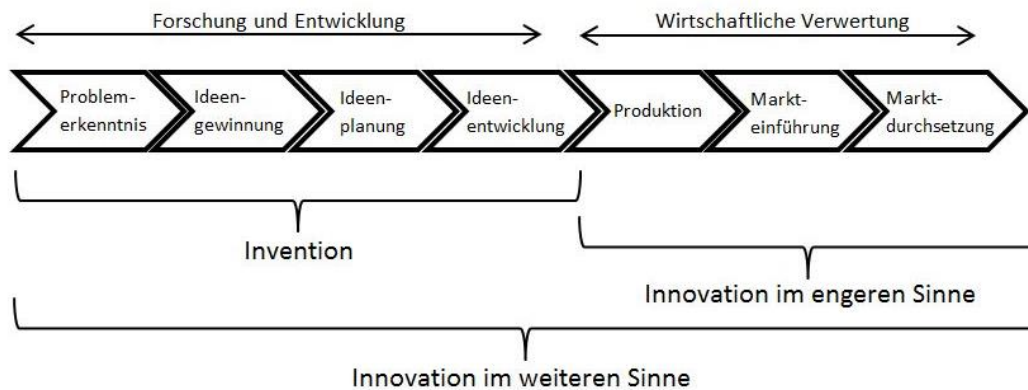 Forschung und Entwicklung
Wirtschaftliche Verwertung
Problem-
erkenntnis
Ideen-
gewinnung
Ideen-
planung
Ideen-
entwicklung
Produktion
Markt-
einführung
Markt-
durchsetzung
Invention
Innovation im engeren Sinne
Innovation im weiteren Sinne